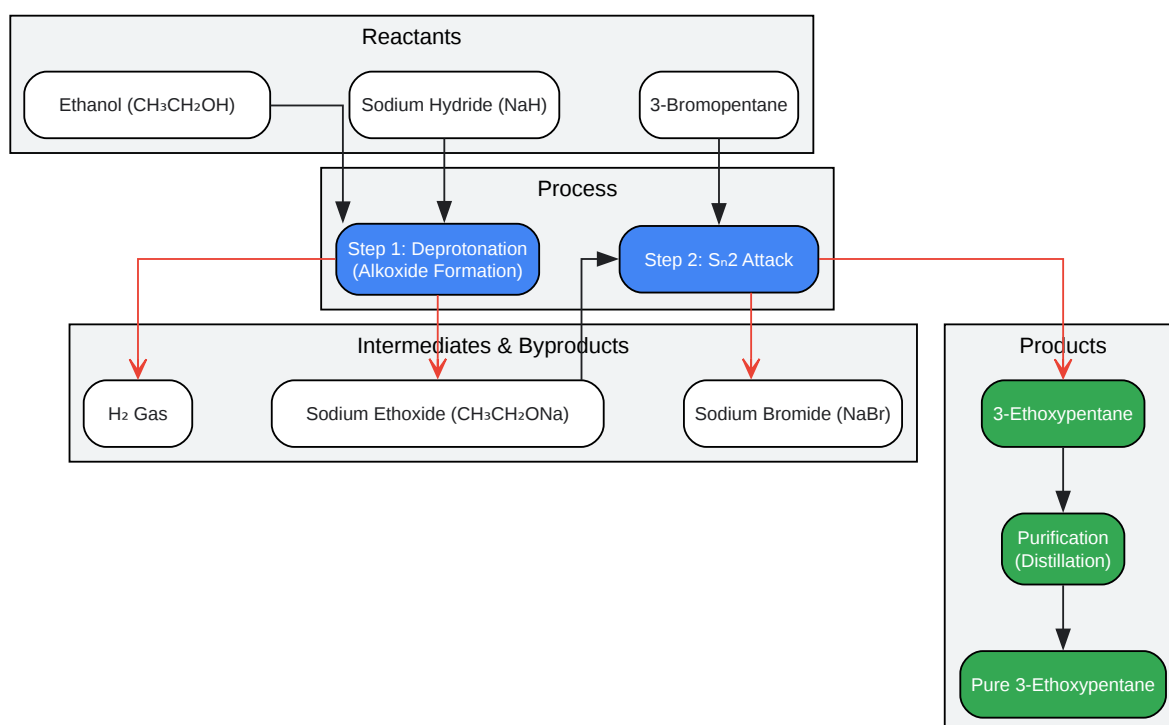 Reactants
Ethanol (CH₃CH₂OH)
Sodium Hydride (NaH)
3-Bromopentane
Process
Step 1: Deprotonation
(Alkoxide Formation)
Step 2: Sₙ2 Attack
Intermediates & Byproducts
H₂ Gas
Sodium Ethoxide (CH₃CH₂ONa)
Sodium Bromide (NaBr)
Products
3-Ethoxypentane
Purification
(Distillation)
Pure 3-Ethoxypentane